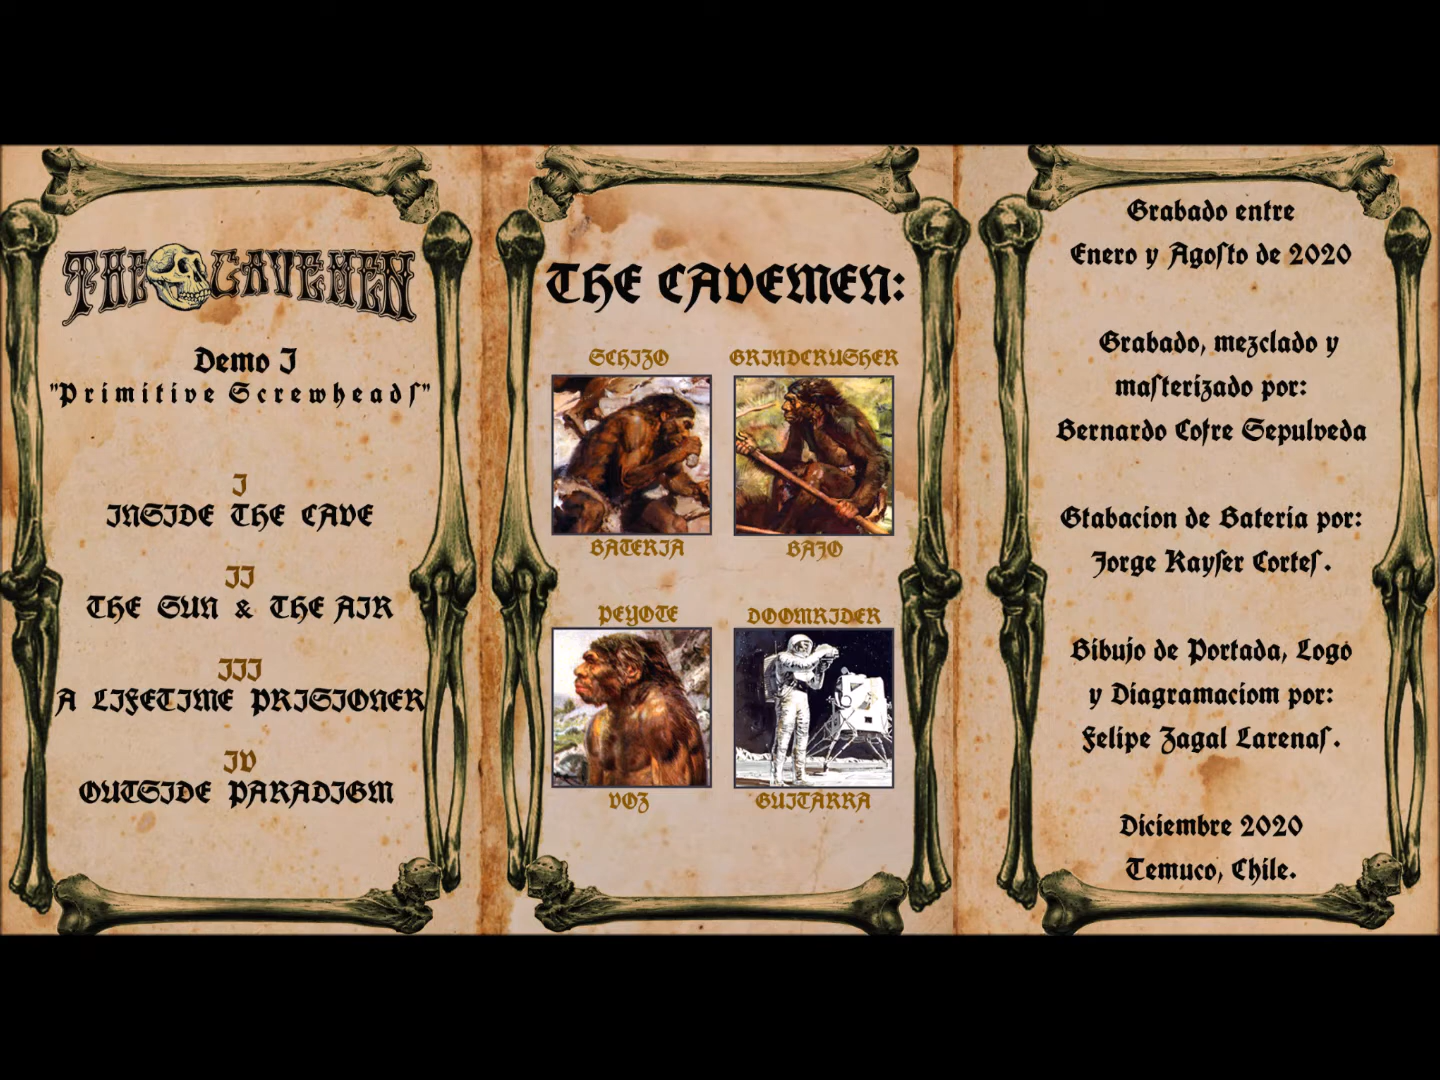 THE CAVEMEN
Demo I
"Primitive Screwheads"
I
INSIDE THE CAVE
II
THE SUN & THE AIR
III
A LIFETIME PRISIONER
IV
OUTSIDE PARADIGM
THE CAVEMEN:
SCHIZO GRINDCRUSHER
BATERIA BAJO
PEYOTE DOOMRIDER
VOZ GUITARRA
Grabado entre
Enero y Agoſto de 2020
Grabado, mezclado y
maſterizado por:
Bernardo Cofre Sepulveda
Gtabacion de Bateria por:
Jorge Kayſer Corteſ.
Bibujo de Portada, Logo
y Diagramaciom por:
Felipe Zagal Larenaſ.
Diciembre 2020
Temuco, Chile.